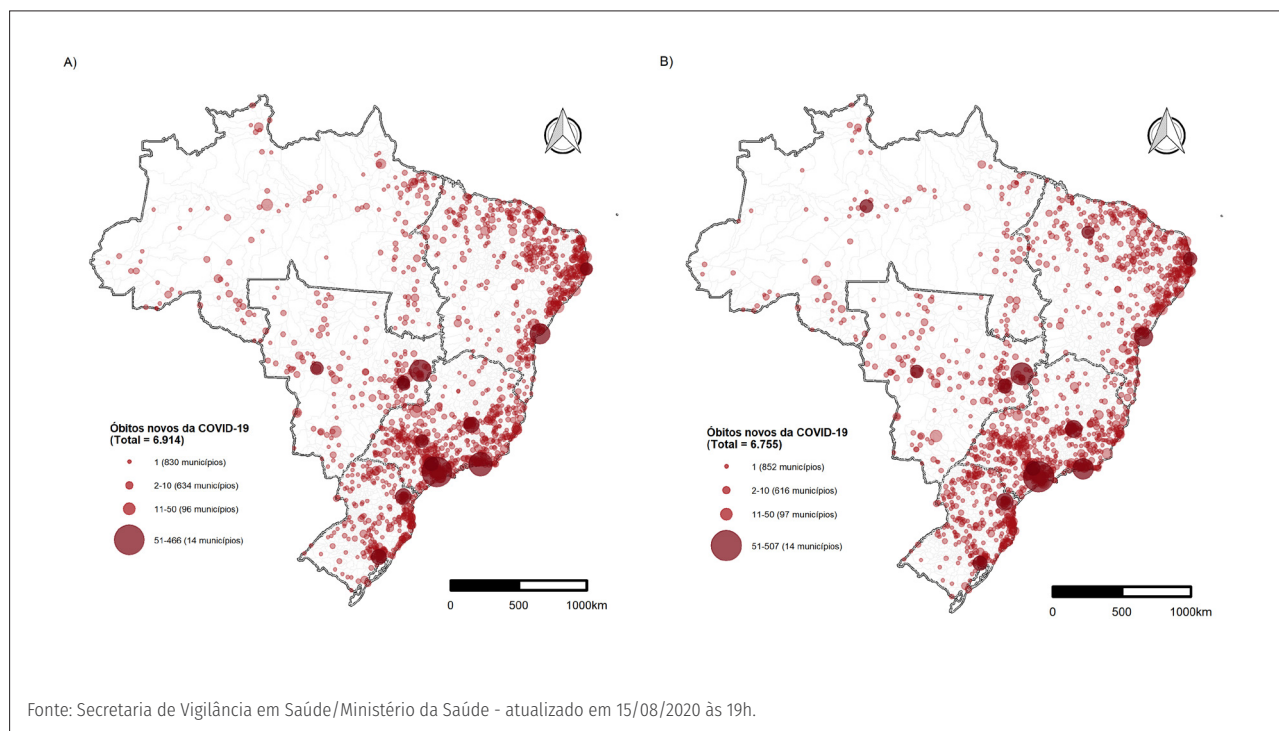 A)
Óbitos novos da COVID-19
(Total = 6.914)
1 (830 municípios)
2-10 (634 municípios)
11-50 (96 municípios)
51-466 (14 municípios)
0 500 1000km
B)
Óbitos novos da COVID-19
(Total = 6.755)
1 (852 municípios)
2-10 (616 municípios)
11-50 (97 municípios)
51-507 (14 municípios)
0 500 1000km
Fonte: Secretaria de Vigilância em Saúde/Ministério da Saúde - atualizado em 15/08/2020 às 19h.